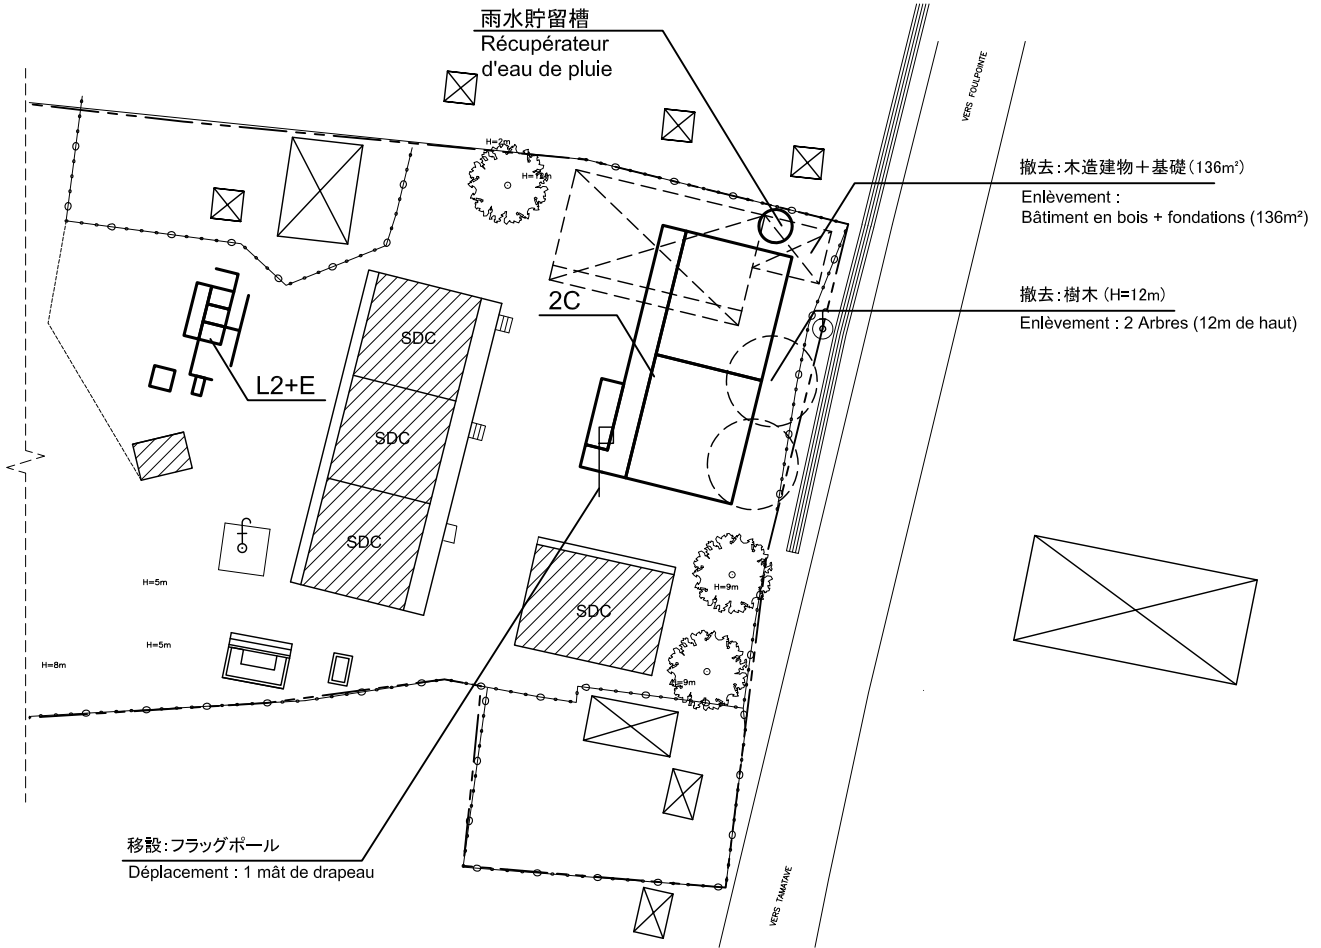 雨水貯留槽
Récupérateur
d'eau de pluie
VERS FOULPOINTE
H=2m
撤去:木造建物＋基礎(136m²)
Enlèvement :
Bâtiment en bois + fondations (136m²)
撤去:樹木 (H=12m)
Enlèvement : 2 Arbres (12m de haut)
2C
SDC
L2+E
SDC
SDC
H=5m
H=9m
SDC
H=5m
H=8m
H=9m
移設:フラッグポール
Déplacement : 1 mât de drapeau
VERS TAMATAVE